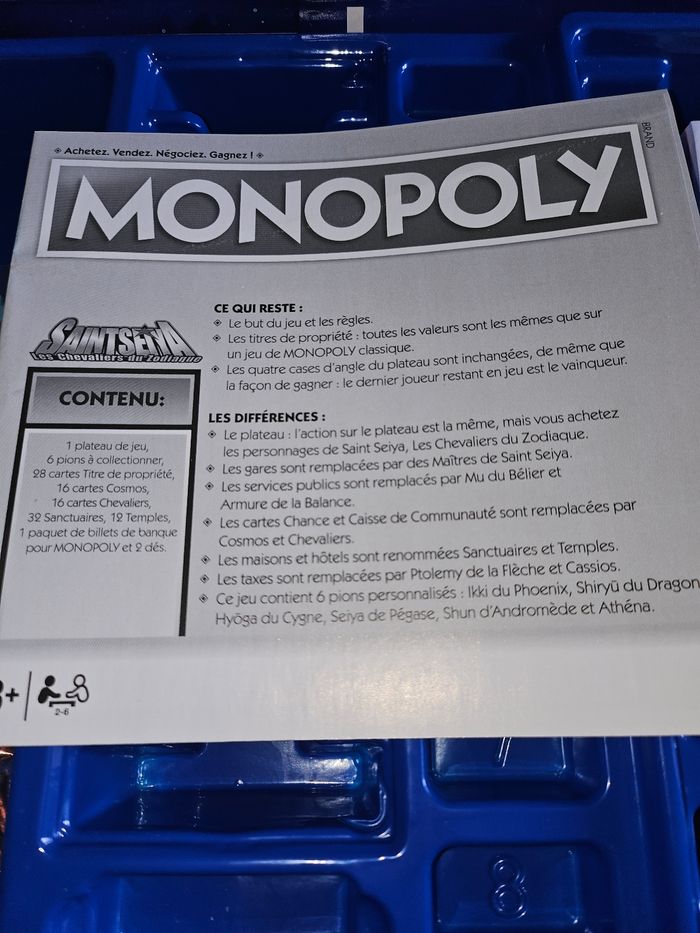 Achetez. Vendez. Négociez. Gagnez !
BRAND
MONOPOLY
SAINT SEIYA
Les Chevaliers du Zodiaque
CONTENU:
1 plateau de jeu,
6 pions à collectionner,
28 cartes Titre de propriété,
16 cartes Cosmos,
16 cartes Chevaliers,
32 Sanctuaires, 12 Temples,
1 paquet de billets de banque
pour MONOPOLY et 2 dés.
CE QUI RESTE :
Le but du jeu et les règles.
Les titres de propriété : toutes les valeurs sont les mêmes que sur
un jeu de MONOPOLY classique.
Les quatre cases d'angle du plateau sont inchangées, de même que
la façon de gagner : le dernier joueur restant en jeu est le vainqueur.
LES DIFFÉRENCES :
Le plateau : l'action sur le plateau est la même, mais vous achetez
les personnages de Saint Seiya, Les Chevaliers du Zodiaque.
Les gares sont remplacées par des Maîtres de Saint Seiya.
Les services publics sont remplacés par Mu du Bélier et
Armure de la Balance.
Les cartes Chance et Caisse de Communauté sont remplacées par
Cosmos et Chevaliers.
Les maisons et hôtels sont renommées Sanctuaires et Temples.
Les taxes sont remplacées par Ptolemy de la Flèche et Cassios.
Ce jeu contient 6 pions personnalisés : Ikki du Phoenix, Shiryū du Dragon
Hyōga du Cygne, Seiya de Pégase, Shun d'Andromède et Athéna.
8+
2-6
8